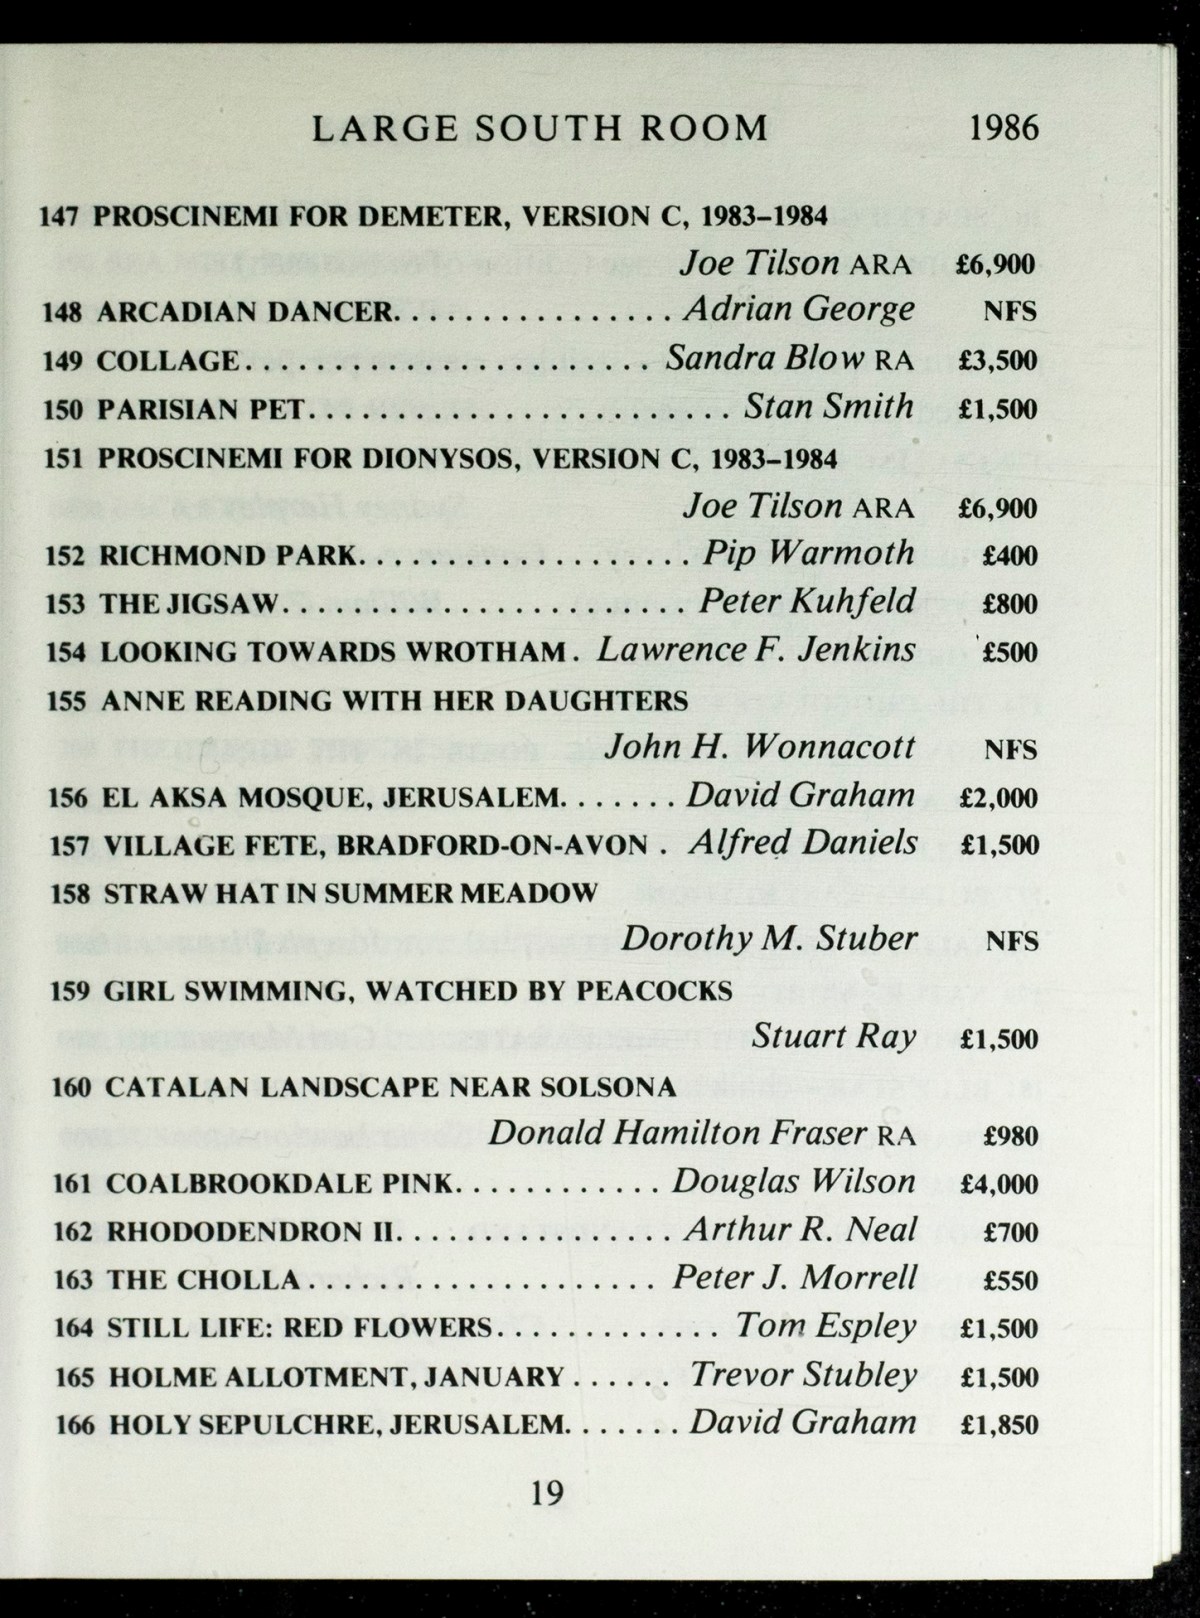 LARGE SOUTH ROOM 1986
147 PROSCINEMI FOR DEMETER, VERSION C, 1983–1984
Joe Tilson ARA £6,900
148 ARCADIAN DANCER. . . . . . . . . . . . . . . . Adrian George NFS
149 COLLAGE. . . . . . . . . . . . . . . . . . . . . . . Sandra Blow RA £3,500
150 PARISIAN PET. . . . . . . . . . . . . . . . . . . . . . . . Stan Smith £1,500
151 PROSCINEMI FOR DIONYSOS, VERSION C, 1983–1984
Joe Tilson ARA £6,900
152 RICHMOND PARK. . . . . . . . . . . . . . . . . . . Pip Warmoth £400
153 THE JIGSAW. . . . . . . . . . . . . . . . . . . . . . . Peter Kuhfeld £800
154 LOOKING TOWARDS WROTHAM . Lawrence F. Jenkins £500
155 ANNE READING WITH HER DAUGHTERS
John H. Wonnacott NFS
156 EL AKSA MOSQUE, JERUSALEM. . . . . . . David Graham £2,000
157 VILLAGE FETE, BRADFORD-ON-AVON . Alfred Daniels £1,500
158 STRAW HAT IN SUMMER MEADOW
Dorothy M. Stuber NFS
159 GIRL SWIMMING, WATCHED BY PEACOCKS
Stuart Ray £1,500
160 CATALAN LANDSCAPE NEAR SOLSONA
Donald Hamilton Fraser RA £980
161 COALBROOKDALE PINK. . . . . . . . . . . . Douglas Wilson £4,000
162 RHODODENDRON II. . . . . . . . . . . . . . . . Arthur R. Neal £700
163 THE CHOLLA . . . . . . . . . . . . . . . . . . . . Peter J. Morrell £550
164 STILL LIFE: RED FLOWERS. . . . . . . . . . . . . Tom Espley £1,500
165 HOLME ALLOTMENT, JANUARY . . . . . . Trevor Stubley £1,500
166 HOLY SEPULCHRE, JERUSALEM. . . . . . . David Graham £1,850
19